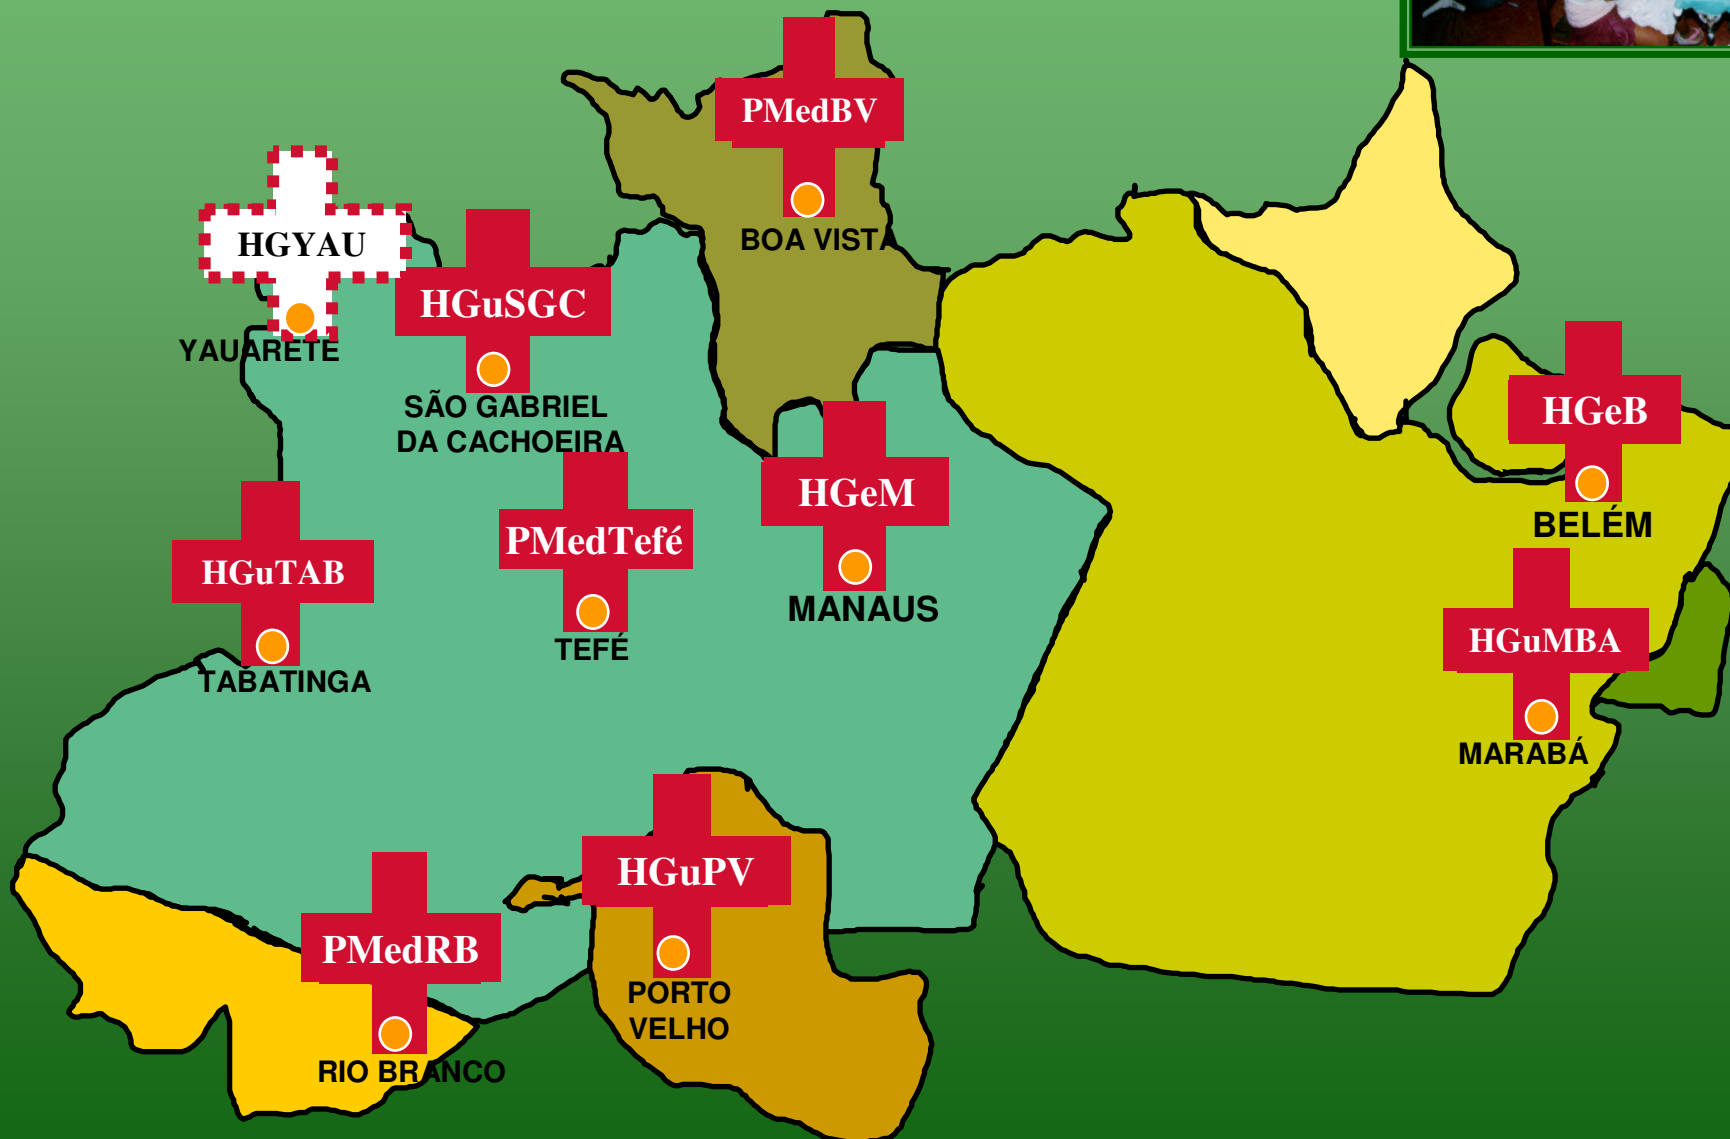 PMedBV
BOA VISTA
HGYAU
YAUARETÊ
HGuSGC
SÃO GABRIEL
DA CACHOEIRA
HGeB
BELÉM
HGeM
MANAUS
PMedTefé
TEFÉ
HGuTAB
TABATINGA
HGuMBA
MARABÁ
HGuPV
PORTO
VELHO
PMedRB
RIO BRANCO